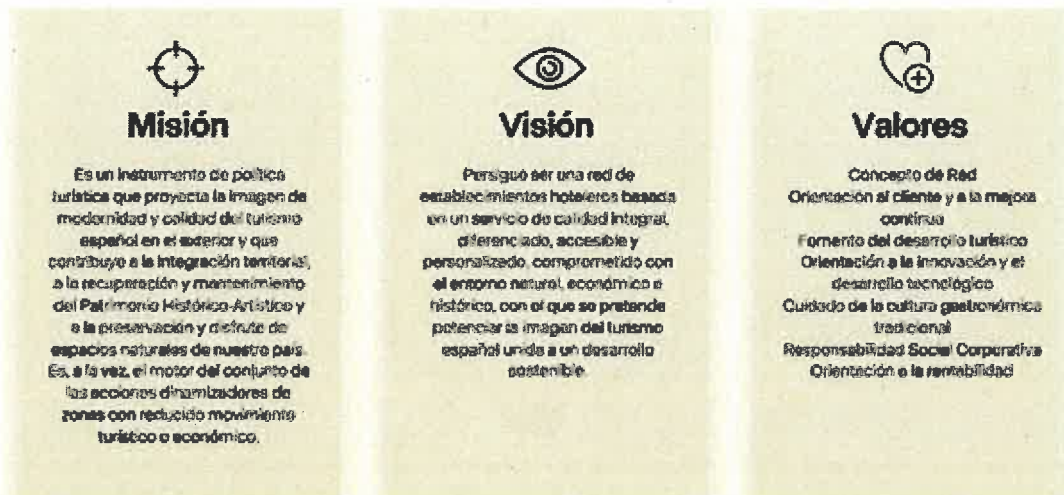 Misión
Es un instrumento de política
turística que proyecta la imagen de
modernidad y calidad del turismo
español en el exterior y que
contribuye a la integración territorial,
a la recuperación y mantenimiento
del Patrimonio Histórico-Artístico y
a la preservación y disfrute de
espacios naturales de nuestro país.
Es, a la vez, el motor del conjunto de
las acciones dinamizadores de
zonas con reducido movimiento
turístico o económico.
Visión
Persigue ser una red de
establecimientos hoteleros basada
en un servicio de calidad integral,
diferenciado, accesible y
personalizado, comprometido con
el entorno natural, económico e
histórico, con el que se pretende
potenciar la imagen del turismo
español unida a un desarrollo
sostenible
Valores
Concepto de Red
Orientación al cliente y a la mejora
continua
Fomento del desarrollo turístico
Orientación a la innovación y el
desarrollo tecnológico
Cuidado de la cultura gastronómica
tradicional
Responsabilidad Social Corporativa
Orientación a la rentabilidad